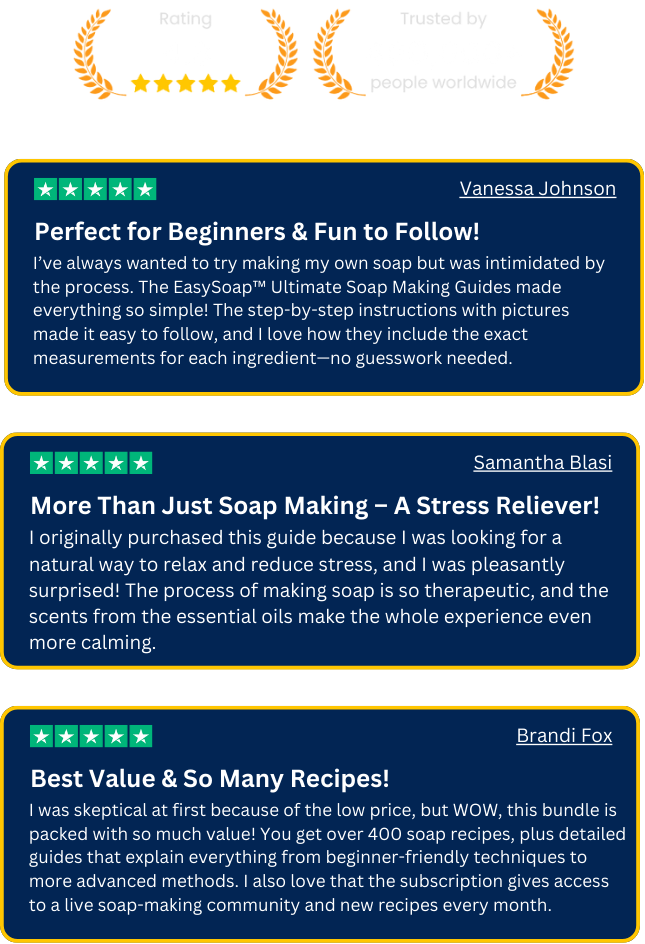 Rating
Trusted by
people worldwide
Vanessa Johnson
Perfect for Beginners & Fun to Follow!
I’ve always wanted to try making my own soap but was intimidated by
the process. The EasySoap™ Ultimate Soap Making Guides made
everything so simple! The step-by-step instructions with pictures
made it easy to follow, and I love how they include the exact
measurements for each ingredient—no guesswork needed.
Samantha Blasi
More Than Just Soap Making – A Stress Reliever!
I originally purchased this guide because I was looking for a
natural way to relax and reduce stress, and I was pleasantly
surprised! The process of making soap is so therapeutic, and the
scents from the essential oils make the whole experience even
more calming.
Brandi Fox
Best Value & So Many Recipes!
I was skeptical at first because of the low price, but WOW, this bundle is
packed with so much value! You get over 400 soap recipes, plus detailed
guides that explain everything from beginner-friendly techniques to
more advanced methods. I also love that the subscription gives access
to a live soap-making community and new recipes every month.